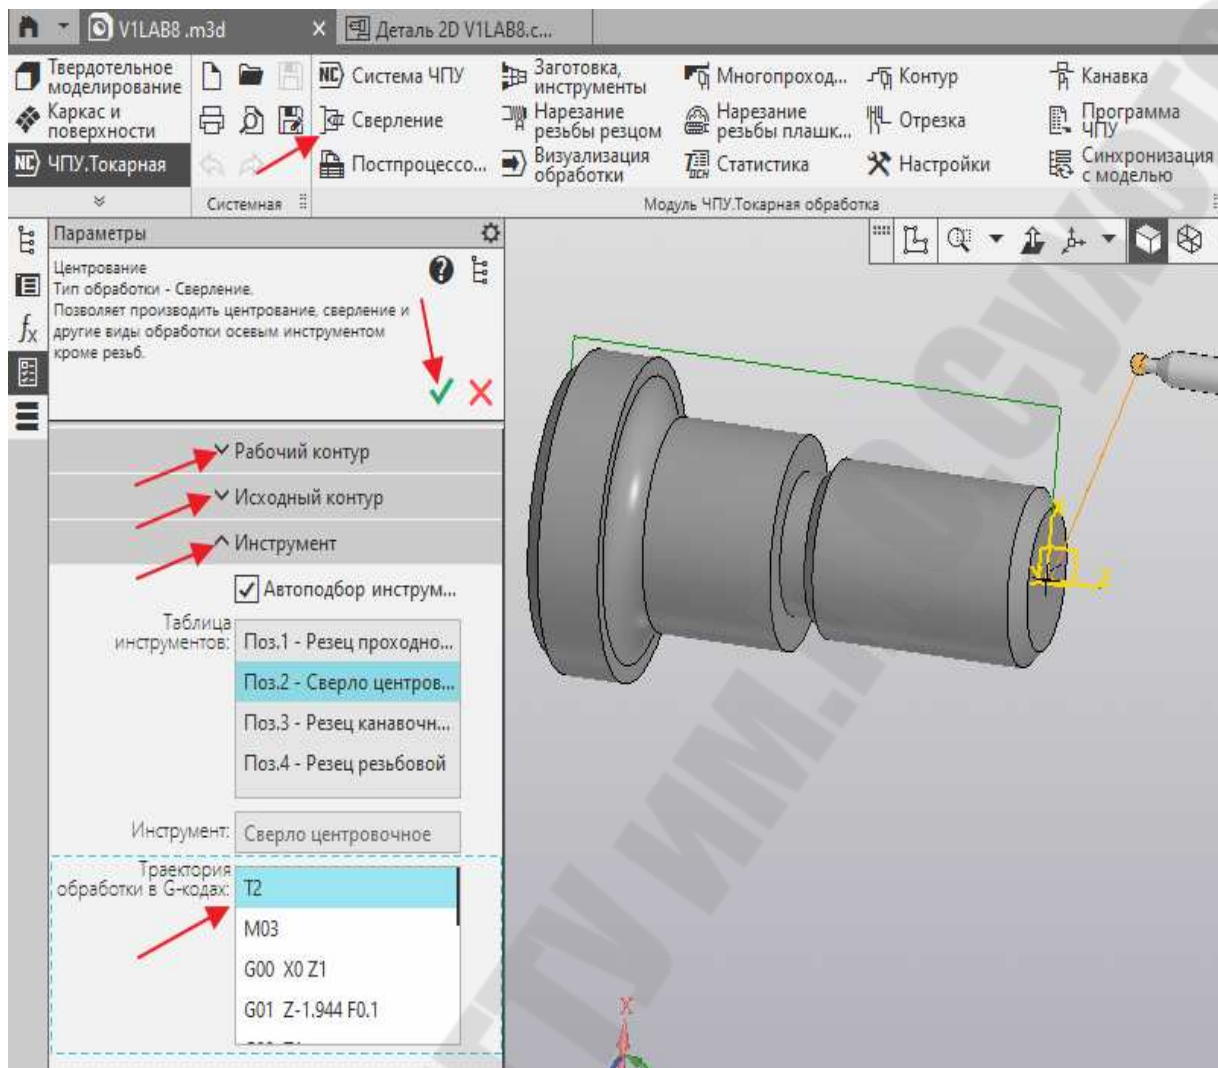 V1LAB8 .m3d
Деталь 2D V1LAB8.c...
Твердотельное
моделирование
Каркас и
поверхности
NC ЧПУ.Токарная
NC Система ЧПУ
Сверление
Постпроцессо...
Заготовка,
инструменты
Нарезание
резьбы резцом
Визуализация
обработки
Многопроход...
Нарезание
резьбы плашк...
Статистика
Контур
Отрезка
Настройки
Канавка
Программа
ЧПУ
Синхронизация
с моделью
Системная
Модуль ЧПУ.Токарная обработка
Параметры
Центрование
Тип обработки - Сверление.
Позволяет производить центрование, сверление и
другие виды обработки осевым инструментом
кроме резьб.
Рабочий контур
Исходный контур
Инструмент
Автоподбор инструм...
Таблица
инструментов:
Поз.1 - Резец проходно...
Поз.2 - Сверло центров...
Поз.3 - Резец канавочн...
Поз.4 - Резец резьбовой
Инструмент:
Сверло центровочное
Траектория
обработки в G-кодах:
T2
M03
G00 X0 Z1
G01 Z-1.944 F0.1
X